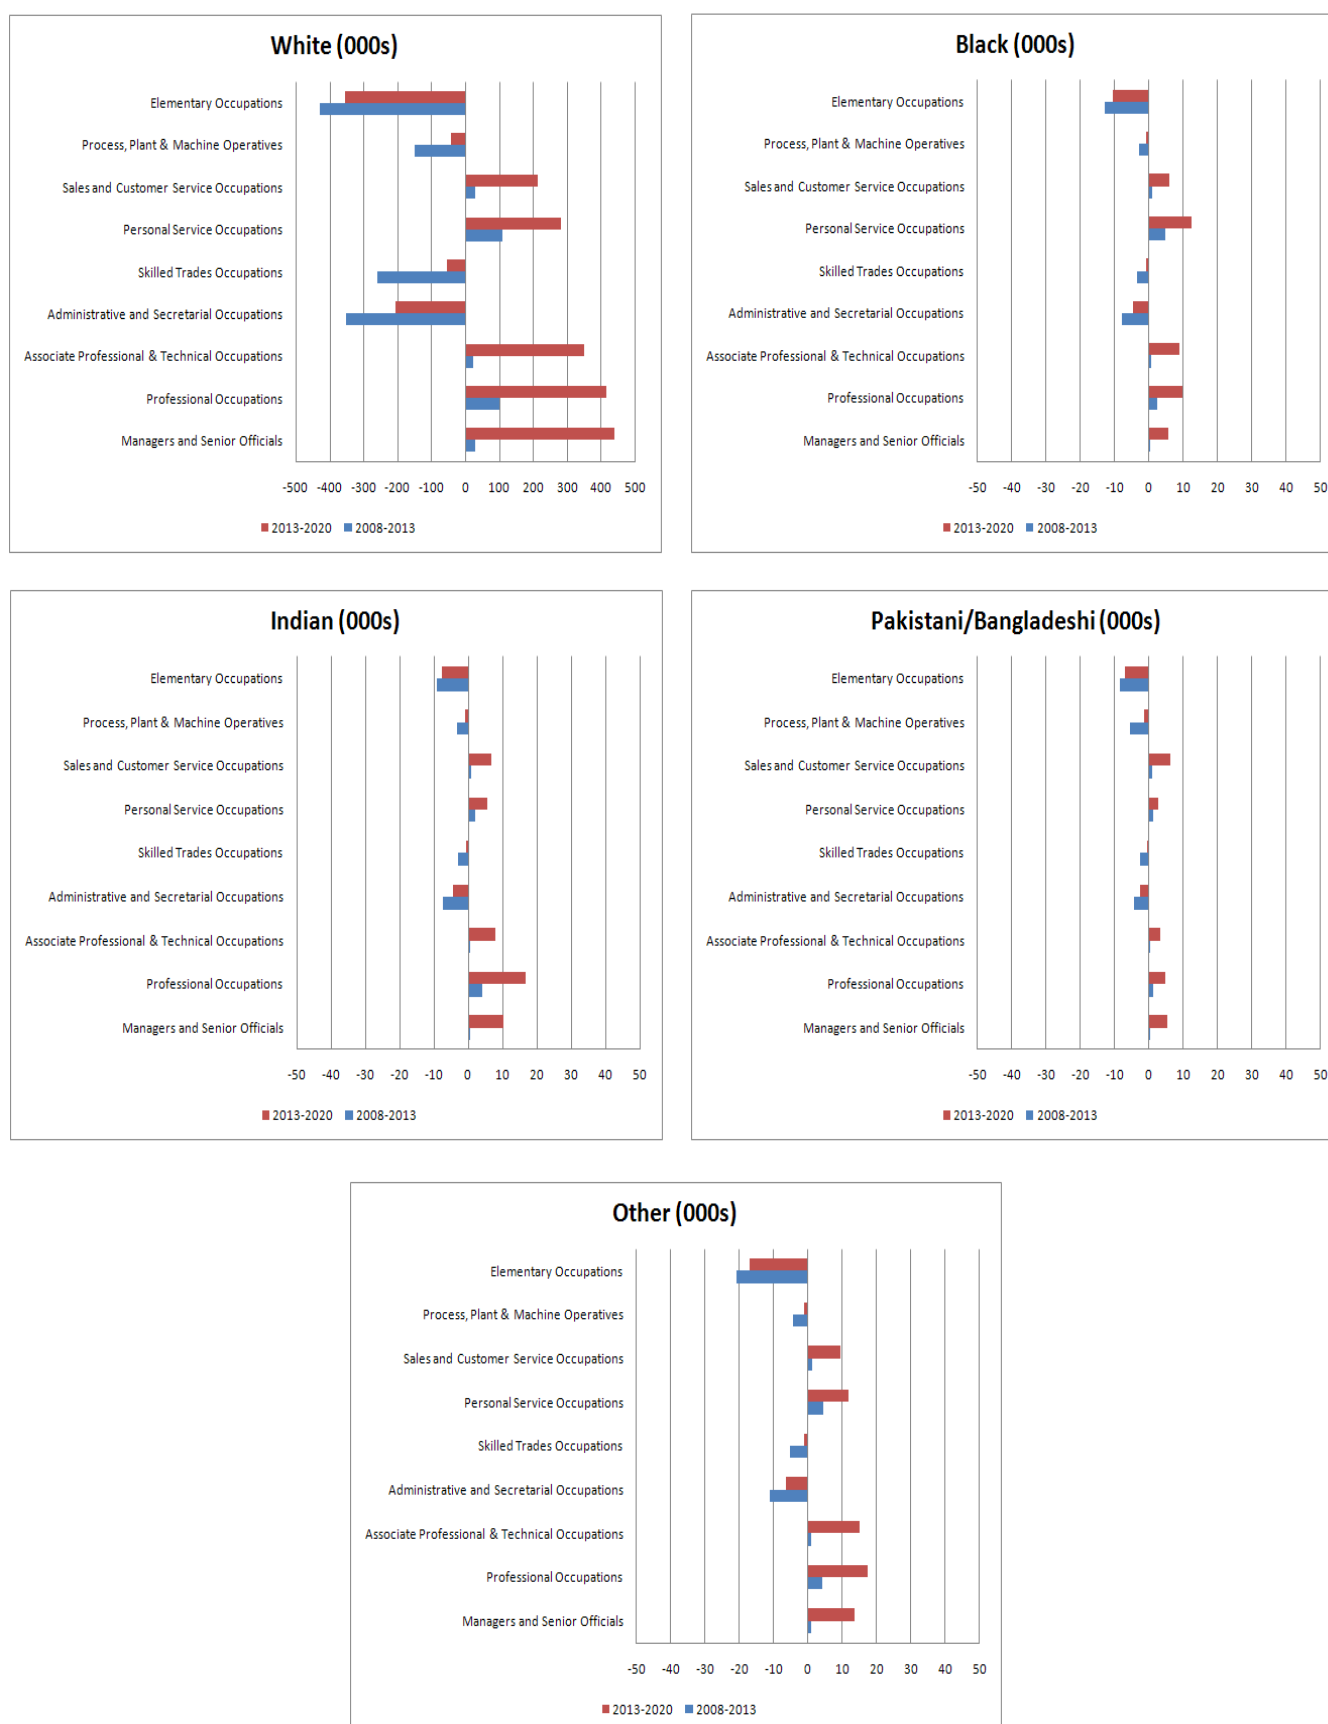 White (000s)
Elementary Occupations
Process, Plant & Machine Operatives
Sales and Customer Service Occupations
Personal Service Occupations
Skilled Trades Occupations
Administrative and Secretarial Occupations
Associate Professional & Technical Occupations
Professional Occupations
Managers and Senior Officials
-500 -400 -300 -200 -100 0 100 200 300 400 500
2013-2020 2008-2013
Black (000s)
Elementary Occupations
Process, Plant & Machine Operatives
Sales and Customer Service Occupations
Personal Service Occupations
Skilled Trades Occupations
Administrative and Secretarial Occupations
Associate Professional & Technical Occupations
Professional Occupations
Managers and Senior Officials
-50 -40 -30 -20 -10 0 10 20 30 40 50
2013-2020 2008-2013
Indian (000s)
Elementary Occupations
Process, Plant & Machine Operatives
Sales and Customer Service Occupations
Personal Service Occupations
Skilled Trades Occupations
Administrative and Secretarial Occupations
Associate Professional & Technical Occupations
Professional Occupations
Managers and Senior Officials
-50 -40 -30 -20 -10 0 10 20 30 40 50
2013-2020 2008-2013
Pakistani/Bangladeshi (000s)
Elementary Occupations
Process, Plant & Machine Operatives
Sales and Customer Service Occupations
Personal Service Occupations
Skilled Trades Occupations
Administrative and Secretarial Occupations
Associate Professional & Technical Occupations
Professional Occupations
Managers and Senior Officials
-50 -40 -30 -20 -10 0 10 20 30 40 50
2013-2020 2008-2013
Other (000s)
Elementary Occupations
Process, Plant & Machine Operatives
Sales and Customer Service Occupations
Personal Service Occupations
Skilled Trades Occupations
Administrative and Secretarial Occupations
Associate Professional & Technical Occupations
Professional Occupations
Managers and Senior Officials
-50 -40 -30 -20 -10 0 10 20 30 40 50
2013-2020 2008-2013